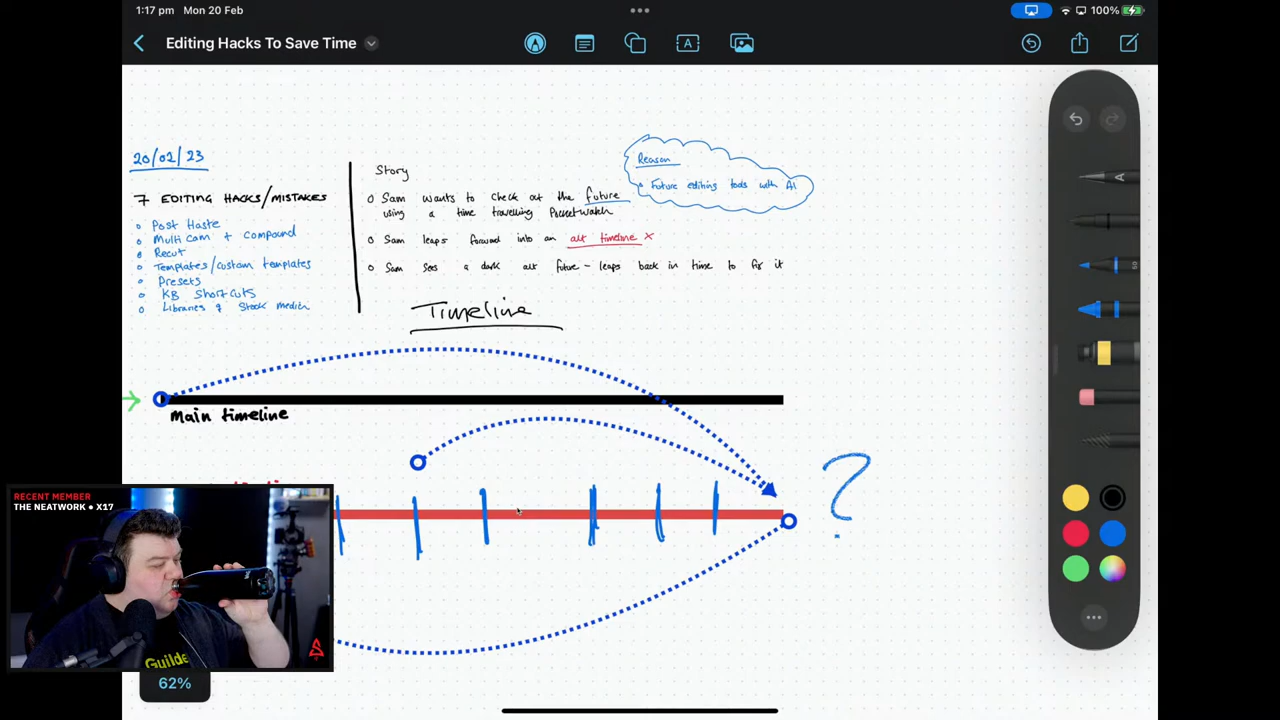 1:17 pm Mon 20 Feb
100%
Editing Hacks To Save Time
20/02/23
7 EDITING HACKS/MISTAKES
Post Haste
Multi cam + compound
Recut
Templates/custom templates
Presets
KB Shortcuts
Libraries & Stock media
Story
Sam wants to check out the future
using a time travelling Pocketwatch
Sam leaps forward into an alt timeline X
Sam sees a dark alt future - leaps back in time to fix it
Reason
Future editing tools with AI
Timeline
Main timeline
?
RECENT MEMBER
THE NEATWORK • X17
Guilde
62%
A
50